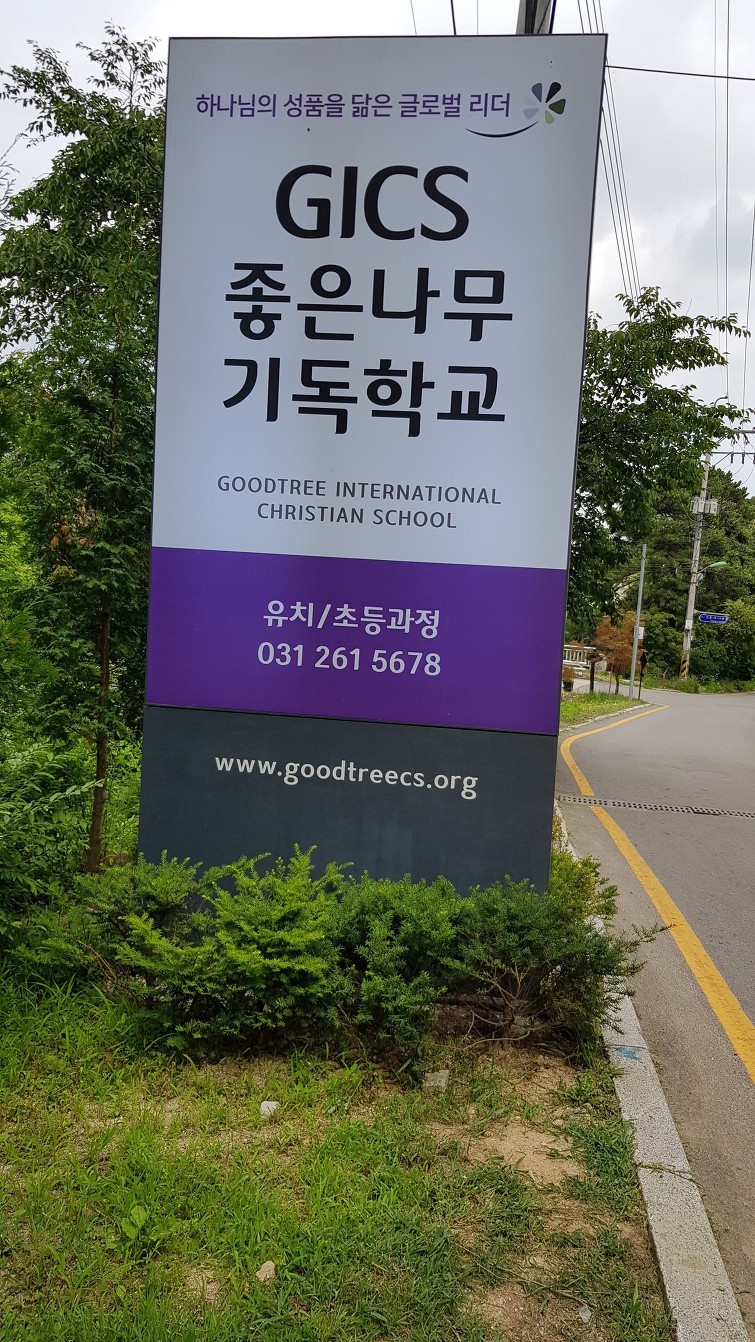 하나님의 성품을 닮은 글로벌 리더
GICS
좋은나무
기독학교
GOODTREE INTERNATIONAL
CHRISTIAN SCHOOL
유치/초등과정
031 261 5678
www.goodtreecs.org